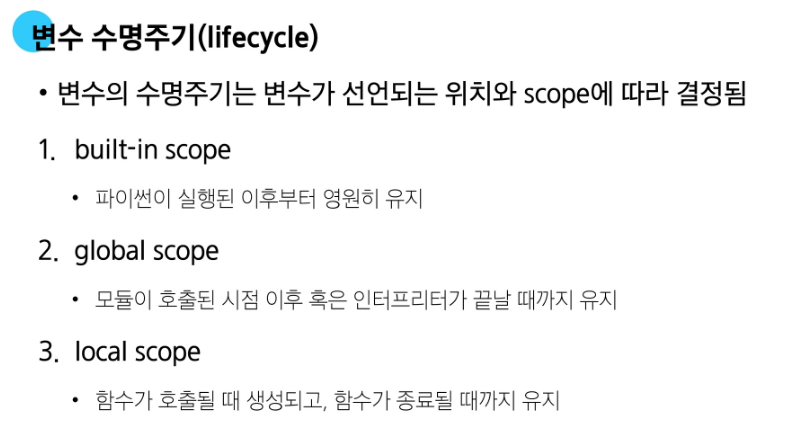 변수 수명주기(lifecycle)
• 변수의 수명주기는 변수가 선언되는 위치와 scope에 따라 결정됨
1. built-in scope
• 파이썬이 실행된 이후부터 영원히 유지
2. global scope
• 모듈이 호출된 시점 이후 혹은 인터프리터가 끝날 때까지 유지
3. local scope
• 함수가 호출될 때 생성되고, 함수가 종료될 때까지 유지